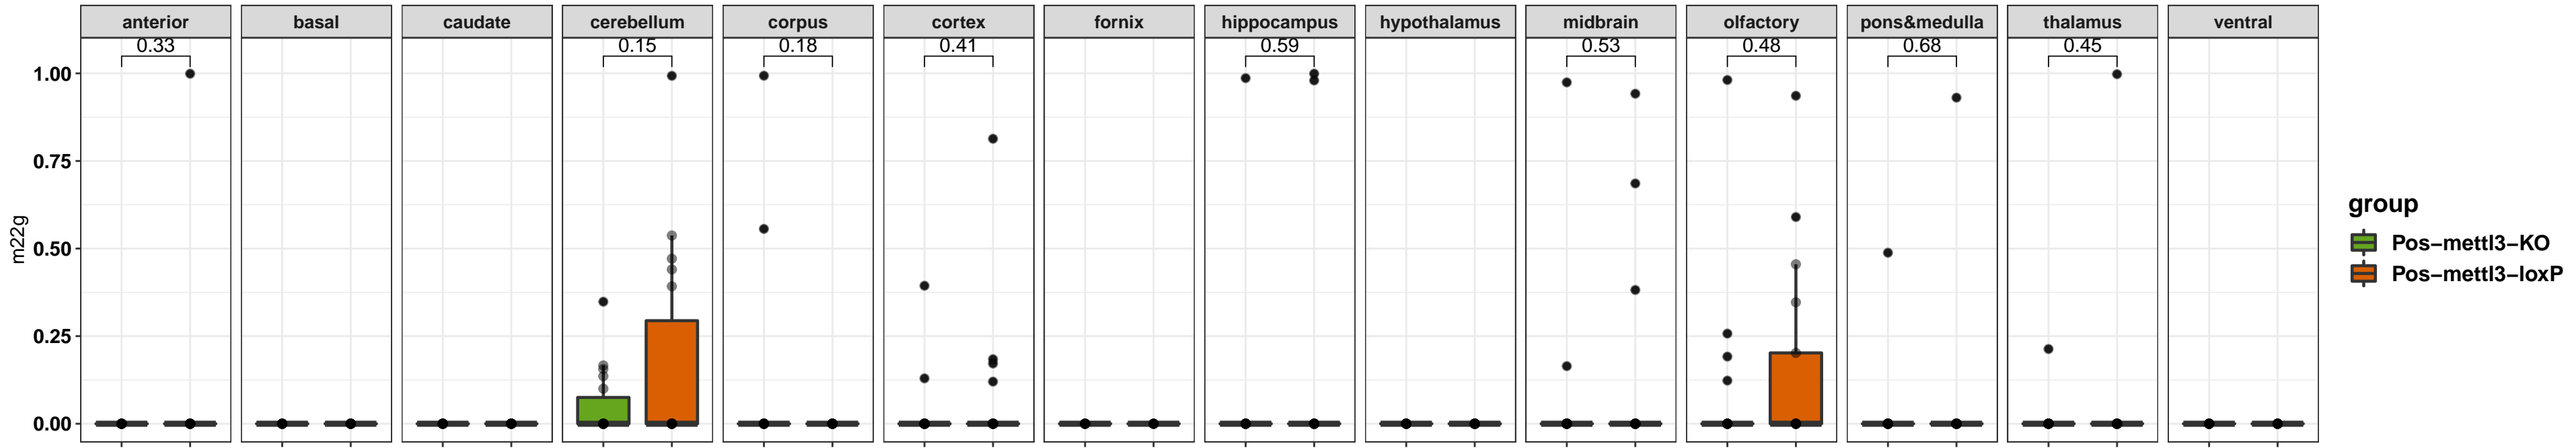 anterior
basal
caudate
cerebellum
corpus
cortex
fornix
hippocampus
hypothalamus
midbrain
olfactory
pons&medulla
thalamus
ventral
0.33
0.15
0.18
0.41
0.59
0.53
0.48
0.68
0.45
1.00
0.75
0.50
0.25
0.00
m22g
group
Pos−mettl3−KO
Pos−mettl3−loxP